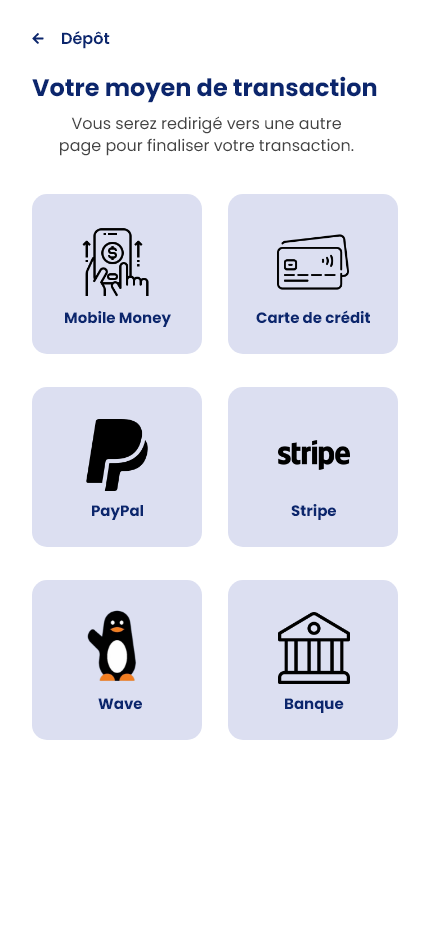 Dépôt
Votre moyen de transaction
Vous serez redirigé vers une autre
page pour finaliser votre transaction.
$
Mobile Money
Carte de crédit
PayPal
stripe
Stripe
Wave
Banque